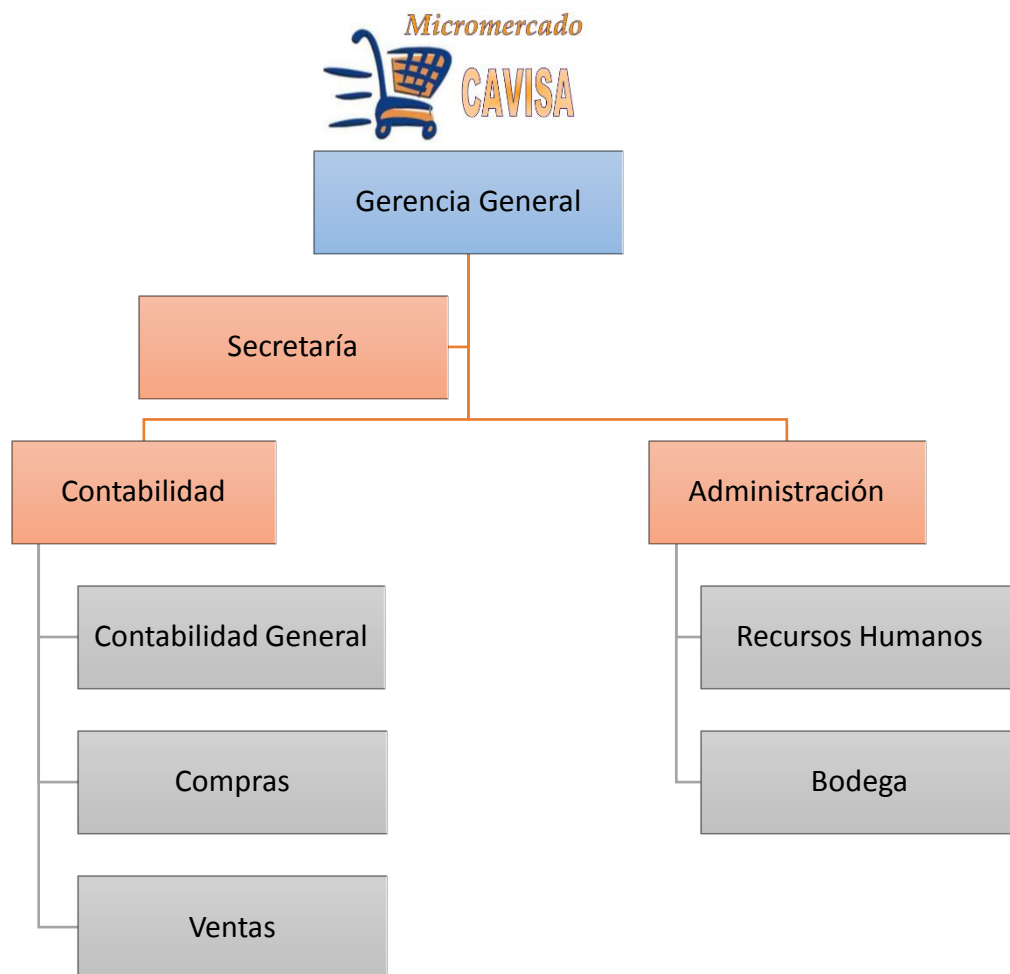 Micromercado
CAVISA
Gerencia General
Secretaría
Contabilidad
Administración
Contabilidad General
Recursos Humanos
Compras
Bodega
Ventas